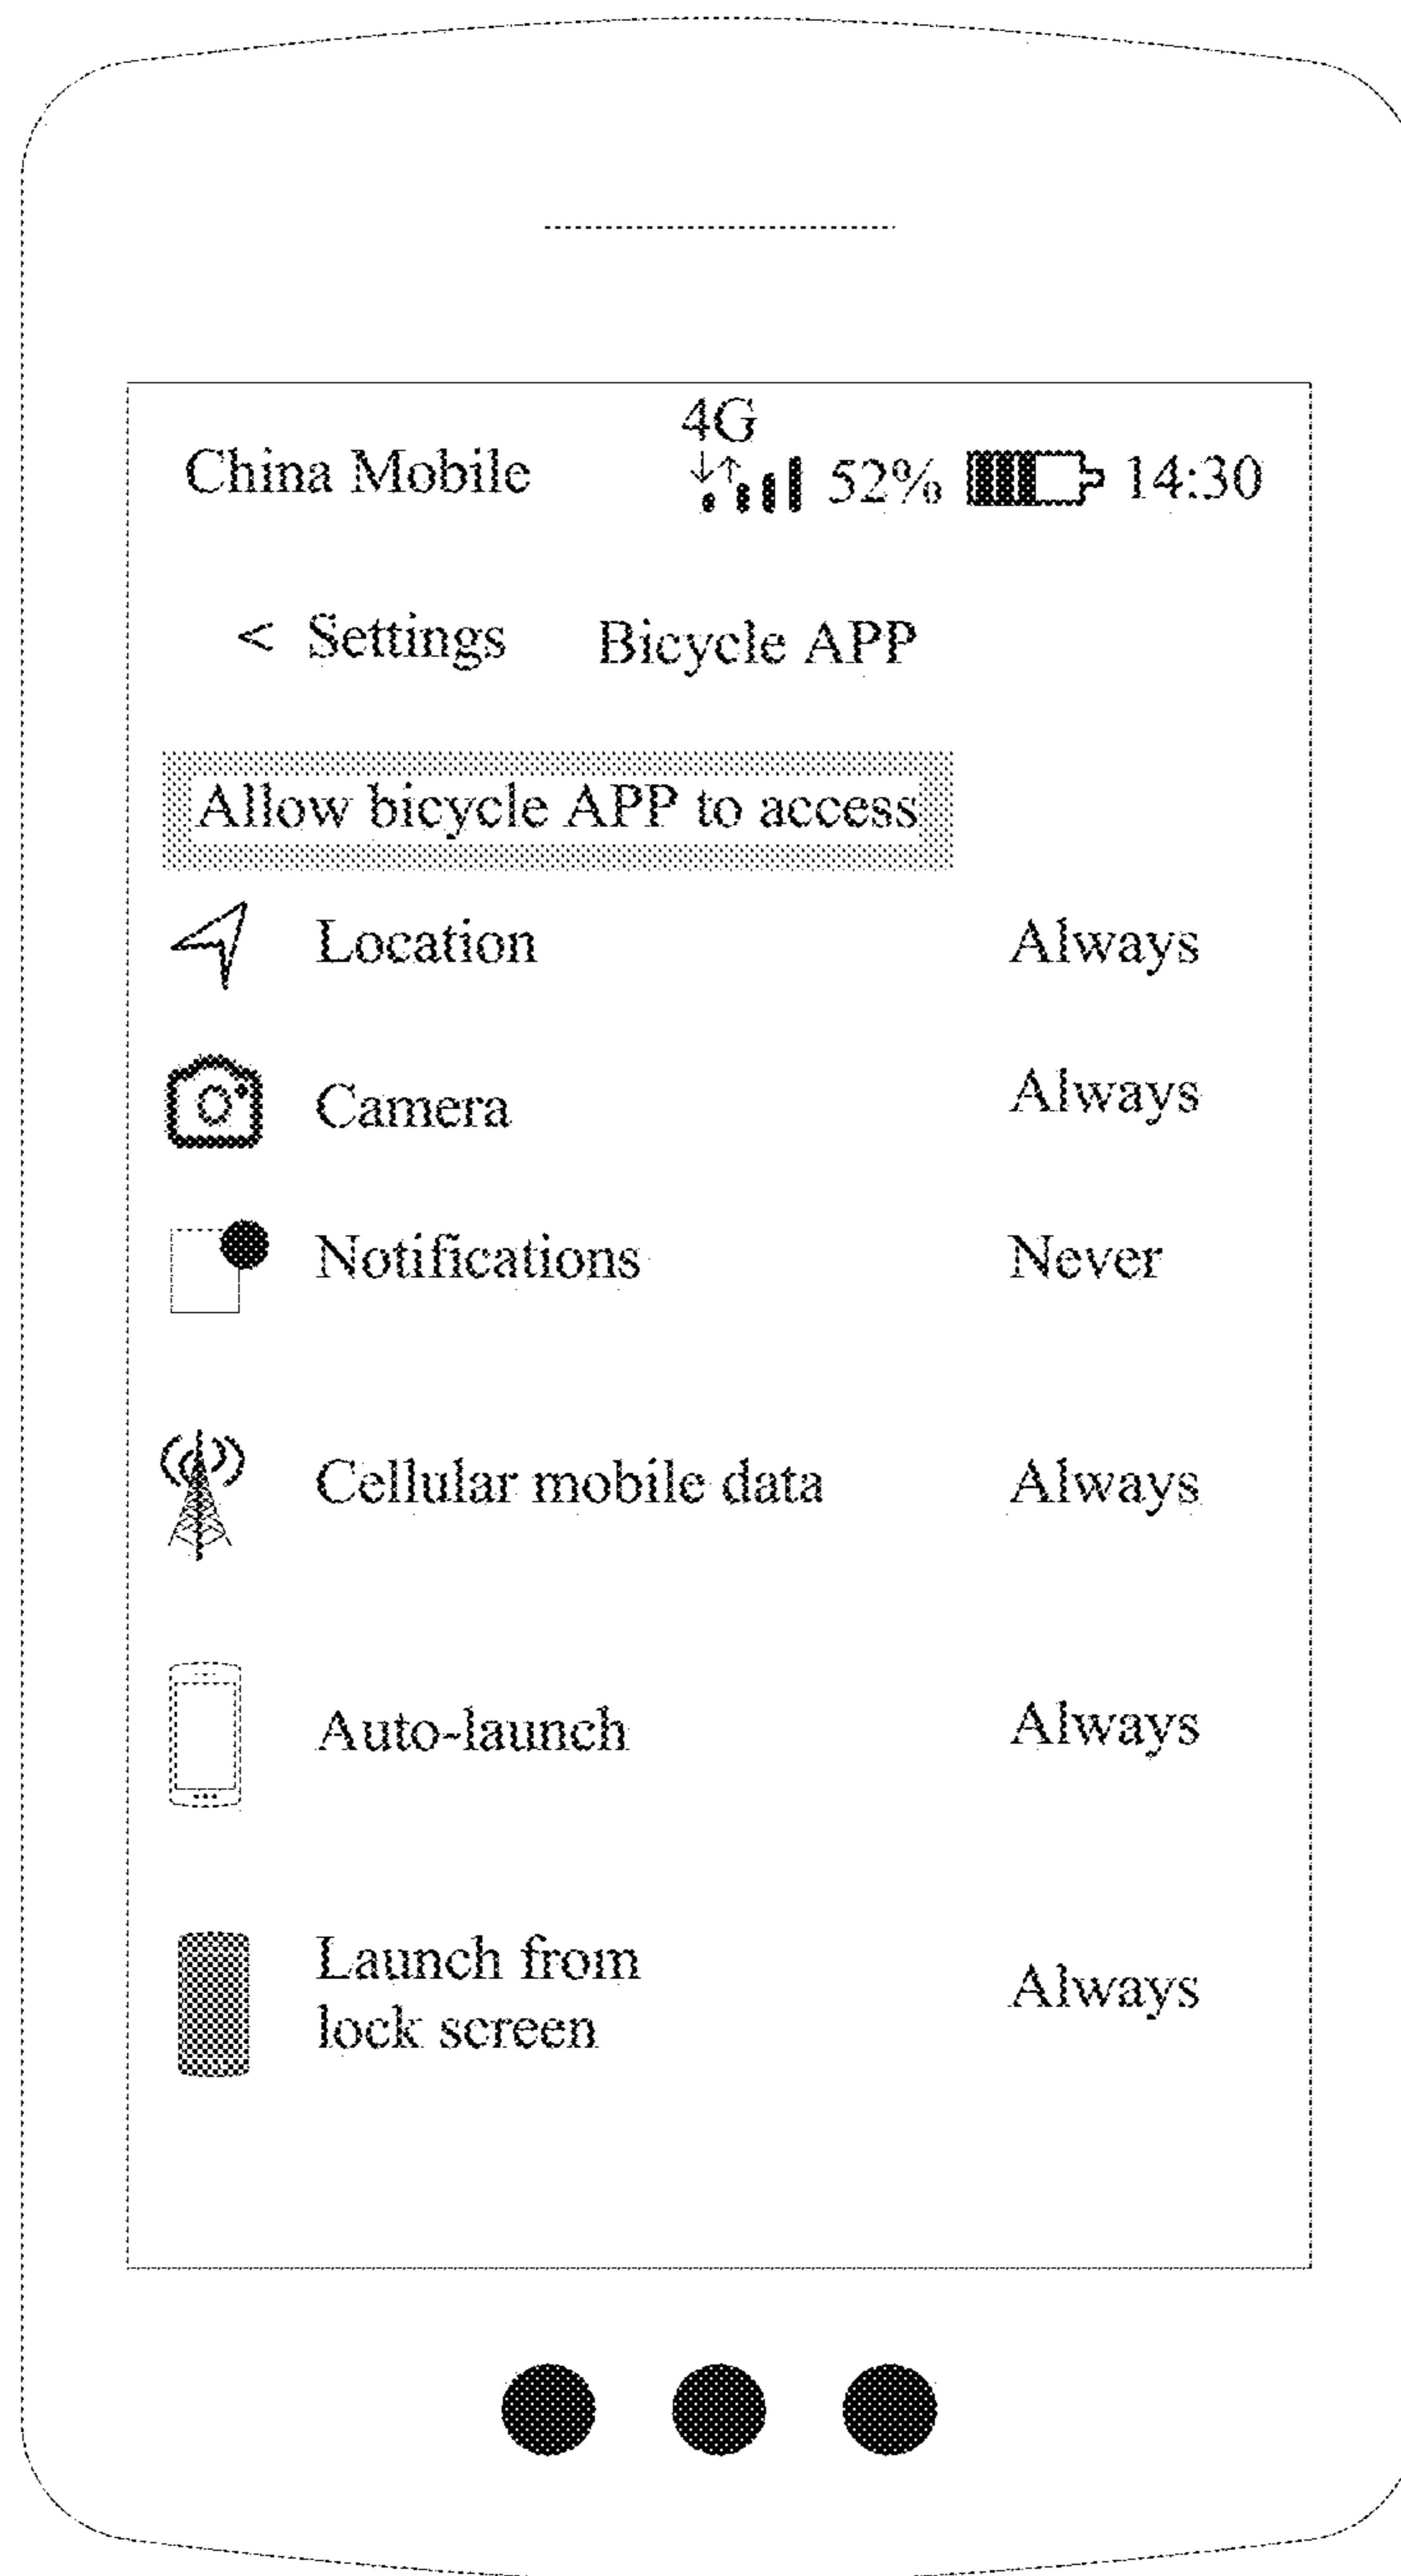 4G
China Mobile 52% 14:30
< Settings Bicycle APP
Allow bicycle APP to access
Location Always
Camera Always
Notifications Never
Cellular mobile data Always
Auto-launch Always
Launch from
lock screen Always